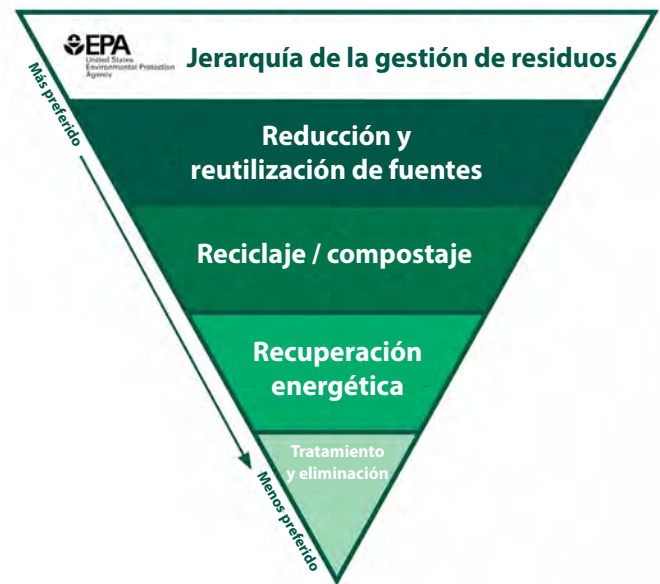 EPA
United States
Environmental Protection
Agency
Jerarquía de la gestión de residuos
Más preferido
Reducción y
reutilización de fuentes
Reciclaje / compostaje
Recuperación
energética
Tratamiento
y eliminación
Menos preferido